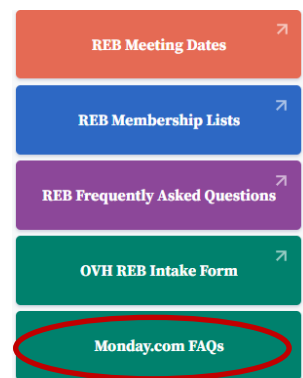 REB Meeting Dates
REB Membership Lists
REB Frequently Asked Questions
OVH REB Intake Form
Monday.com FAQs